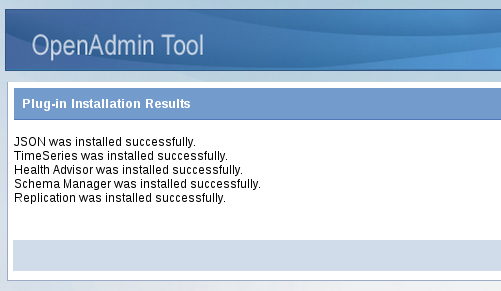 OpenAdmin Tool
Plug-in Installation Results
JSON was installed successfully.
TimeSeries was installed successfully.
Health Advisor was installed successfully.
Schema Manager was installed successfully.
Replication was installed successfully.